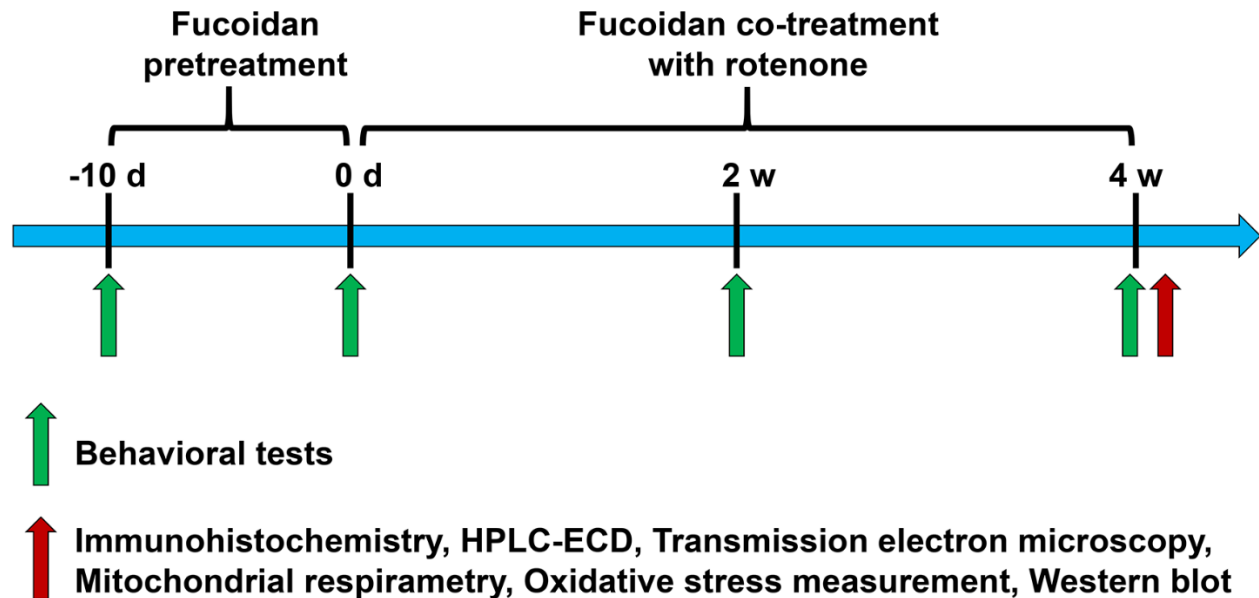 Fucoidan
pretreatment
Fucoidan co-treatment
with rotenone
-10 d
0 d
2 w
4 w
Behavioral tests
Immunohistochemistry, HPLC-ECD, Transmission electron microscopy,
Mitochondrial respirametry, Oxidative stress measurement, Western blot